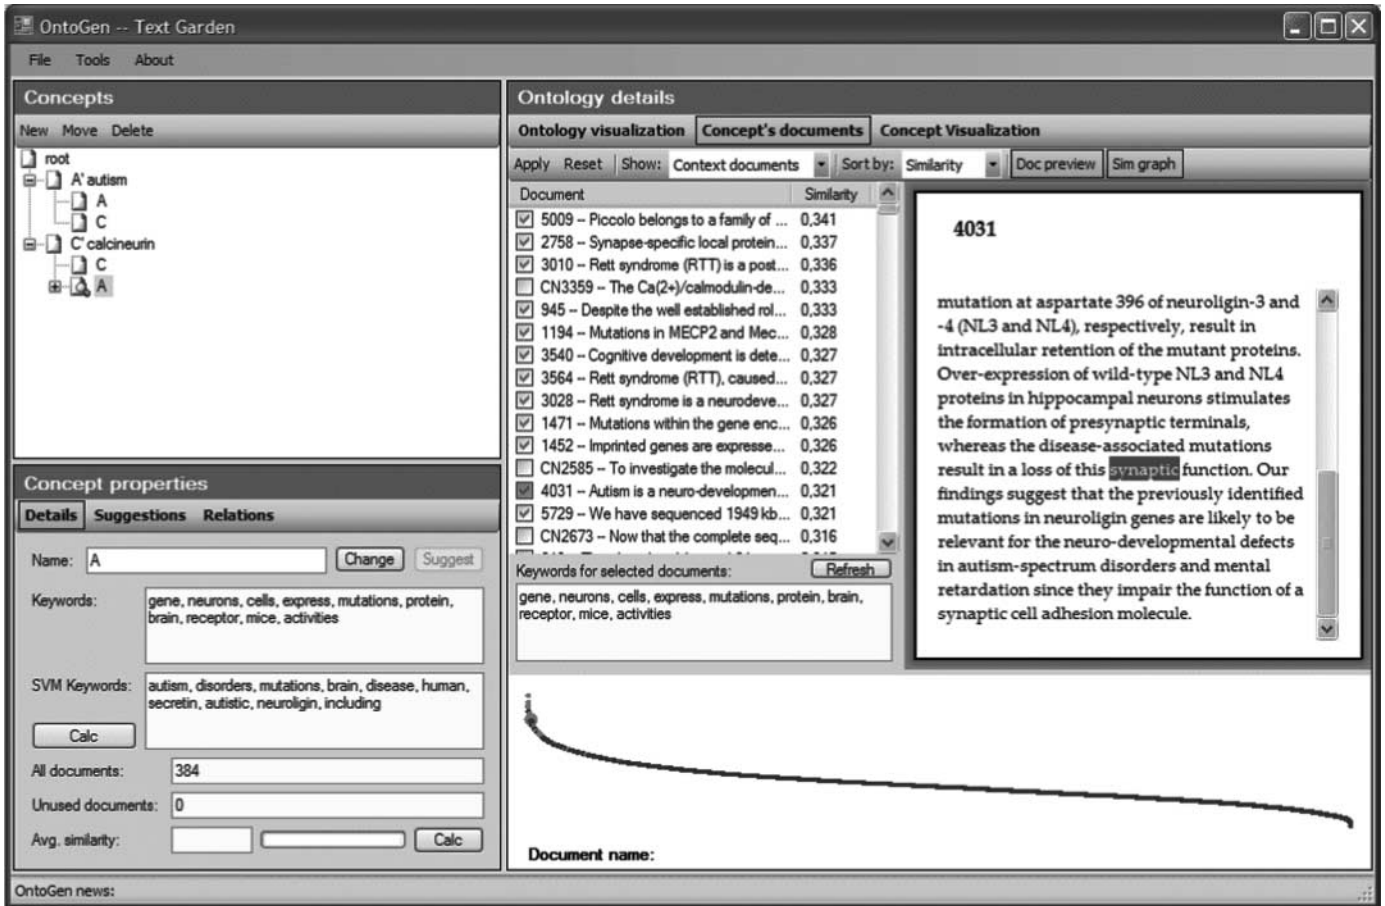 OntoGen -- Text Garden
File Tools About
Concepts
New Move Delete
root
A' autism
A
C
C' calcineurin
C
A
Concept properties
Details Suggestions Relations
Name: A Change Suggest
Keywords: gene, neurons, cells, express, mutations, protein,
brain, receptor, mice, activities
SVM Keywords: autism, disorders, mutations, brain, disease, human,
secretin, autistic, neuroligin, including
Calc
All documents: 384
Unused documents: 0
Avg. similarity: Calc
OntoGen news:
Ontology details
Ontology visualization Concept's documents Concept Visualization
Apply Reset Show: Context documents Sort by: Similarity Doc preview Sim graph
Document Similarity
5009 -- Piccolo belongs to a family of ... 0,341
2758 -- Synapse-specific local protein... 0,337
3010 -- Rett syndrome (RTT) is a post... 0,336
CN3359 -- The Ca(2+)/calmodulin-de... 0,333
945 -- Despite the well established rol... 0,333
1194 -- Mutations in MECP2 and Mec... 0,328
3540 -- Cognitive development is dete... 0,327
3564 -- Rett syndrome (RTT), caused... 0,327
3028 -- Rett syndrome is a neurodeve... 0,327
1471 -- Mutations within the gene enc... 0,326
1452 -- Imprinted genes are expresse... 0,326
CN2585 -- To investigate the molecul... 0,322
4031 -- Autism is a neuro-developmen... 0,321
5729 -- We have sequenced 1949 kb... 0,321
CN2673 -- Now that the complete seq... 0,316
Keywords for selected documents: Refresh
gene, neurons, cells, express, mutations, protein, brain,
receptor, mice, activities
4031
mutation at aspartate 396 of neuroligin-3 and
-4 (NL3 and NL4), respectively, result in
intracellular retention of the mutant proteins.
Over-expression of wild-type NL3 and NL4
proteins in hippocampal neurons stimulates
the formation of presynaptic terminals,
whereas the disease-associated mutations
result in a loss of this synaptic function. Our
findings suggest that the previously identified
mutations in neuroligin genes are likely to be
relevant for the neuro-developmental defects
in autism-spectrum disorders and mental
retardation since they impair the function of a
synaptic cell adhesion molecule.
Document name: